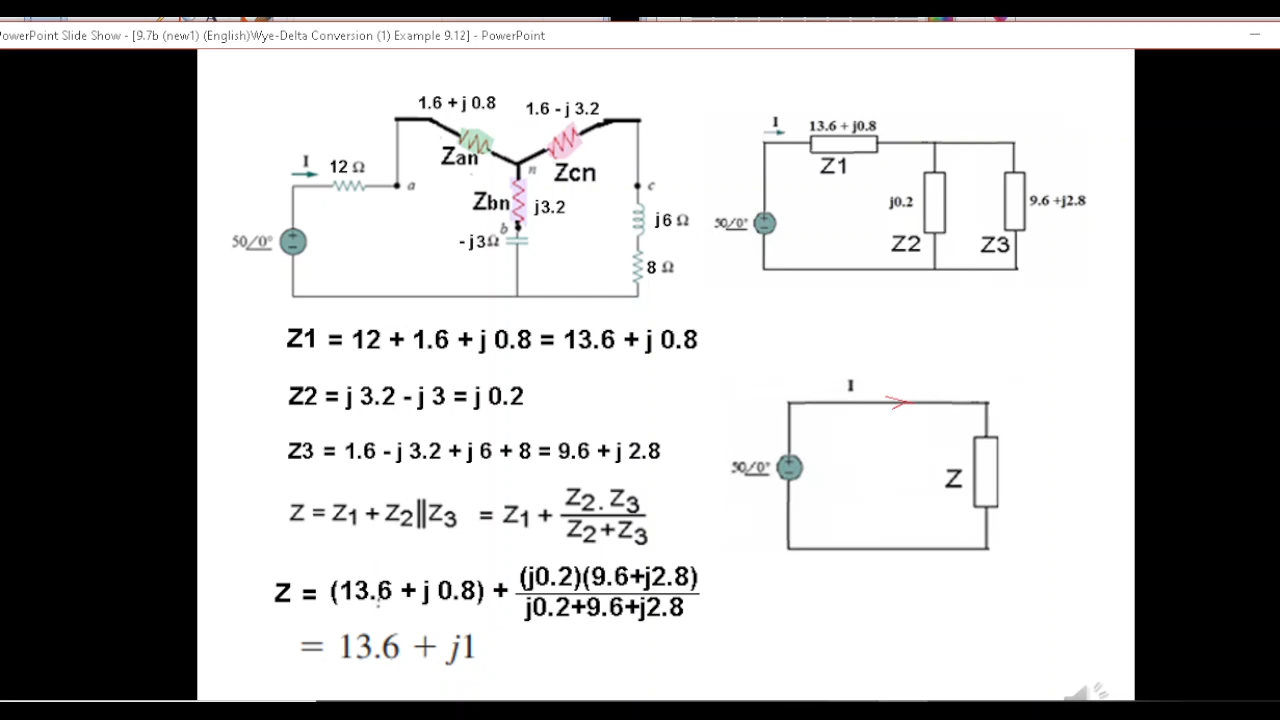 PowerPoint Slide Show - [9.7b (new1) (English)Wye-Delta Conversion (1) Example 9.12] - PowerPoint
1.6 + j 0.8
1.6 - j 3.2
Zan
n
Zcn
I
12 Ω
a
c
Zbn
j3.2
b
- j3Ω
j6 Ω
8 Ω
50/0°
I
13.6 + j0.8
Z1
j0.2
9.6 +j2.8
50/0°
Z2
Z3
Z1 = 12 + 1.6 + j 0.8 = 13.6 + j 0.8
Z2 = j 3.2 - j 3 = j 0.2
Z3 = 1.6 - j 3.2 + j 6 + 8 = 9.6 + j 2.8
Z = Z1 + Z2||Z3 = Z1 + Z2. Z3
Z2+Z3
Z = (13.6 + j 0.8) + (j0.2)(9.6+j2.8)
j0.2+9.6+j2.8
= 13.6 + j1
I
50/0°
Z